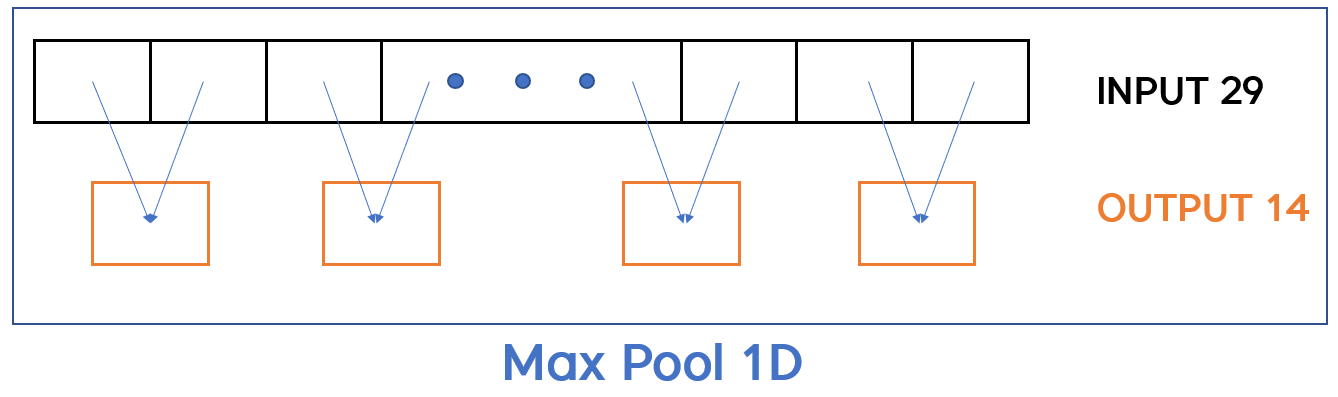 INPUT 29
OUTPUT 14
Max Pool 1D